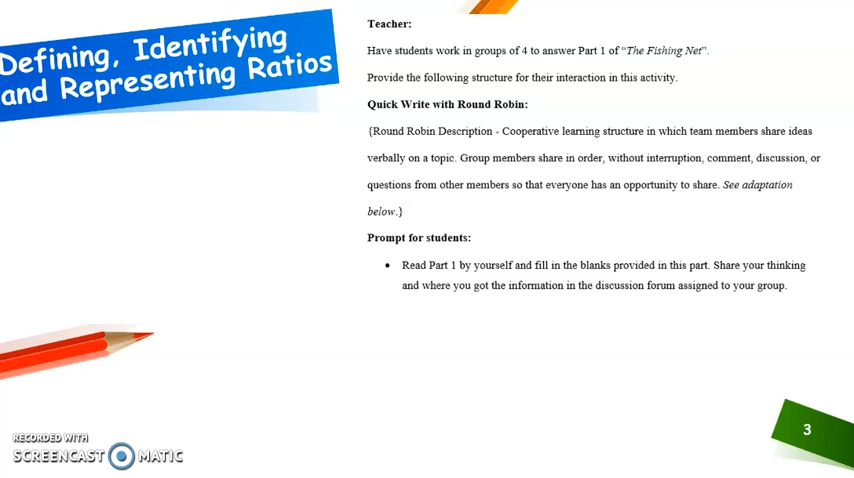 Defining, Identifying
and Representing Ratios
Teacher:
Have students work in groups of 4 to answer Part 1 of “The Fishing Net”.
Provide the following structure for their interaction in this activity.
Quick Write with Round Robin:
{Round Robin Description - Cooperative learning structure in which team members share ideas
verbally on a topic. Group members share in order, without interruption, comment, discussion, or
questions from other members so that everyone has an opportunity to share. See adaptation
below.}
Prompt for students:
• Read Part 1 by yourself and fill in the blanks provided in this part. Share your thinking
and where you got the information in the discussion forum assigned to your group.
3
RECORDED WITH
SCREENCAST MATIC